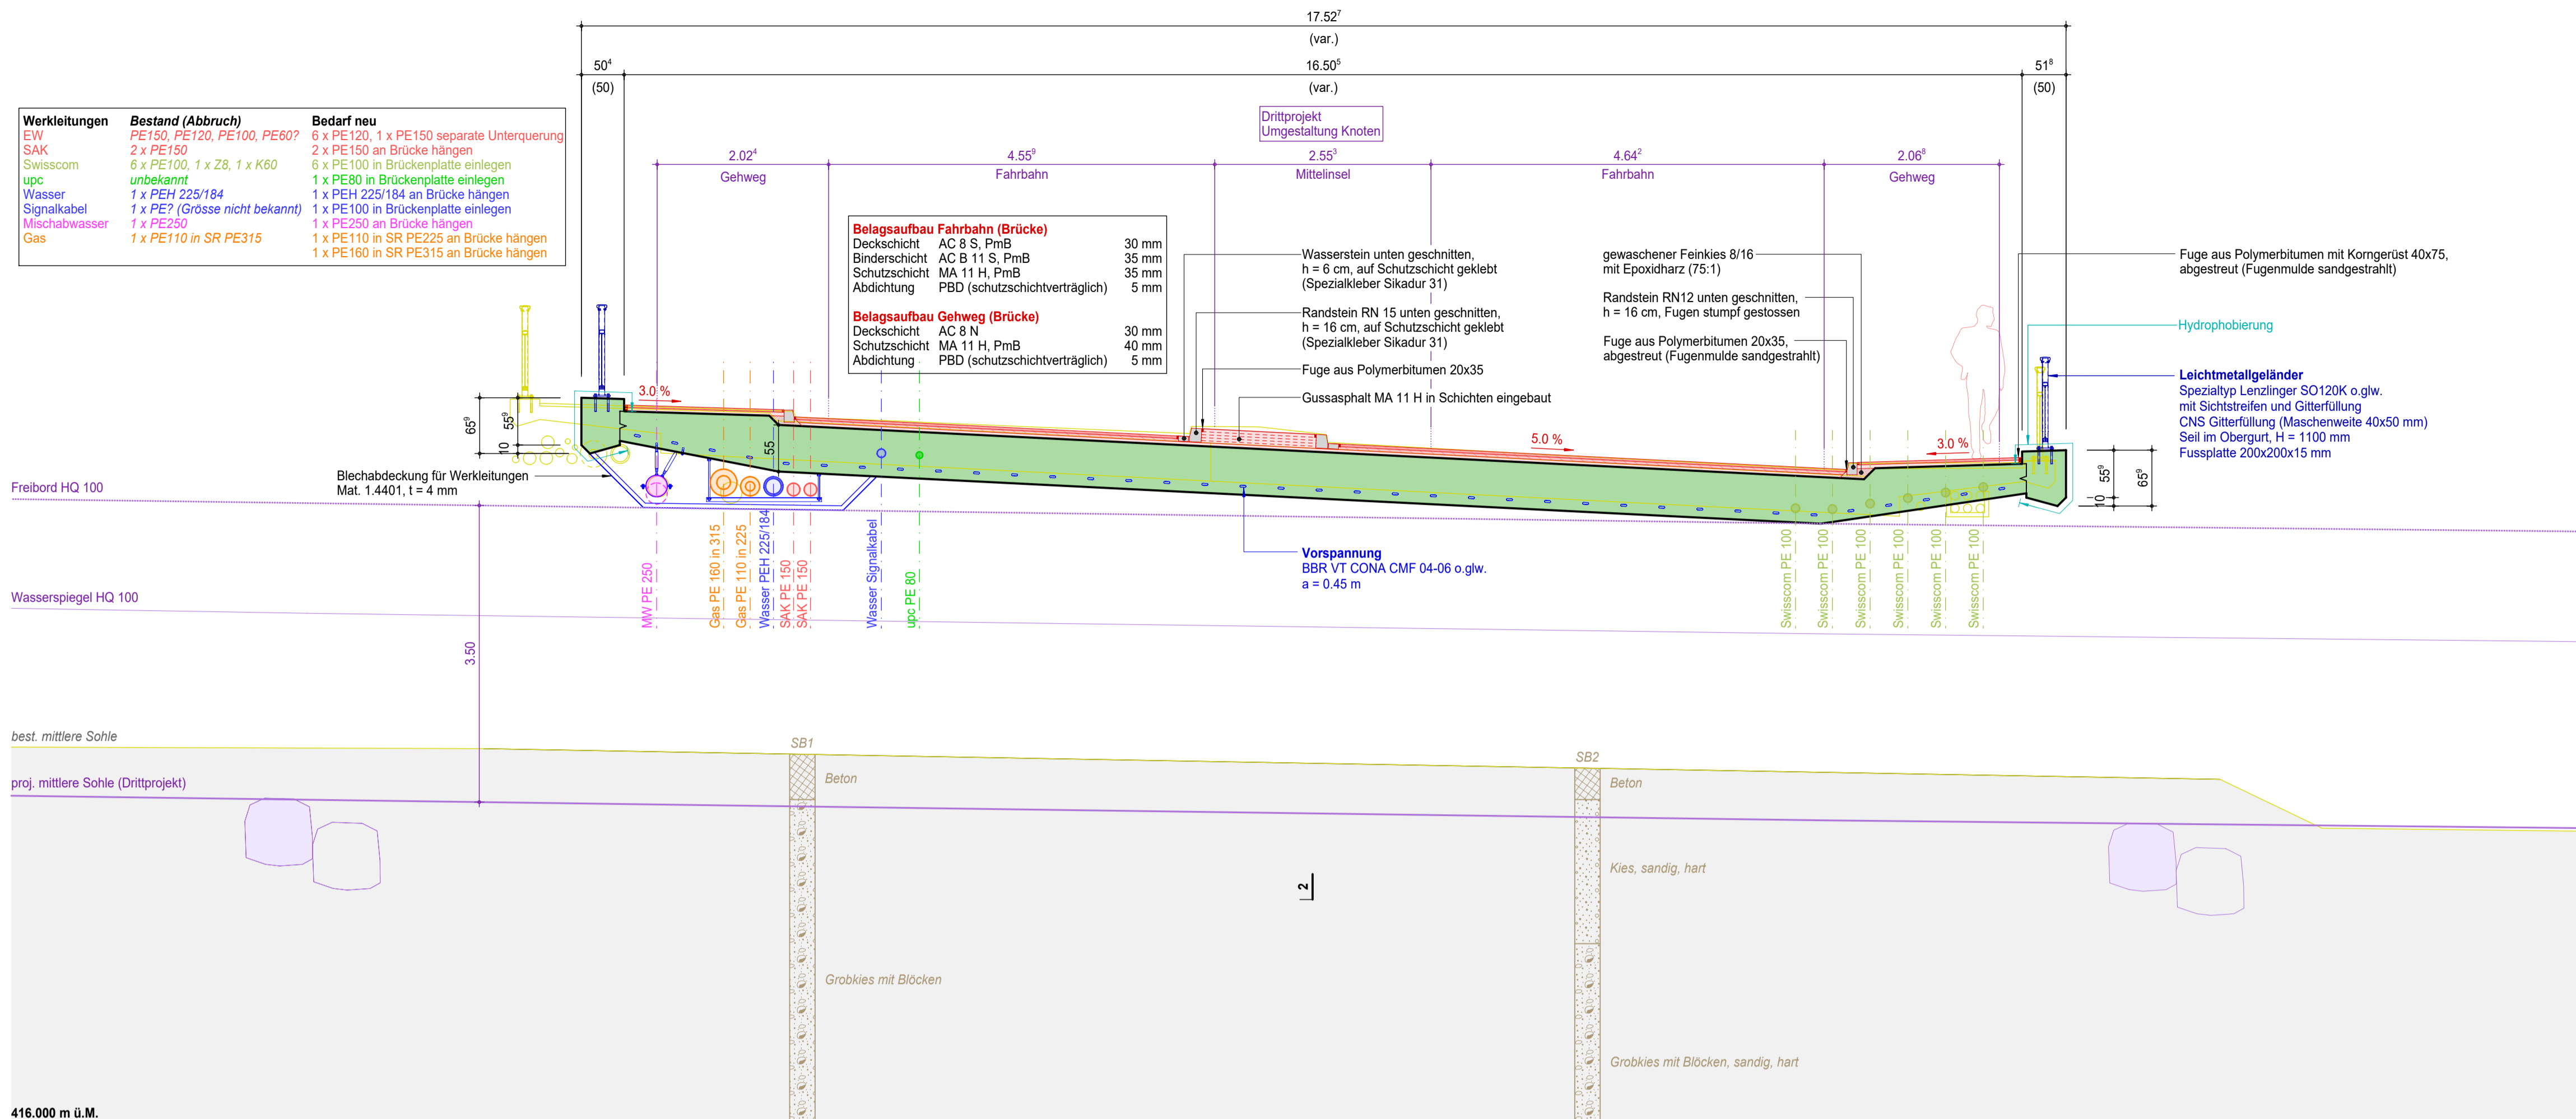 17.52⁷
(var.)
50⁴
16.50⁵
51⁸
(50)
(var.)
(50)
Werkleitungen Bestand (Abbruch) Bedarf neu
EW PE150, PE120, PE100, PE60? 6 x PE120, 1 x PE150 separate Unterquerung
SAK 2 x PE150 2 x PE150 an Brücke hängen
Swisscom 6 x PE100, 1 x Z8, 1 x K60 6 x PE100 in Brückenplatte einlegen
upc unbekannt 1 x PE80 in Brückenplatte einlegen
Wasser 1 x PEH 225/184 1 x PEH 225/184 an Brücke hängen
Signalkabel 1 x PE? (Grösse nicht bekannt) 1 x PE100 in Brückenplatte einlegen
Mischabwasser 1 x PE250 1 x PE250 an Brücke hängen
Gas 1 x PE110 in SR PE315 1 x PE110 in SR PE225 an Brücke hängen
1 x PE160 in SR PE315 an Brücke hängen
Drittprojekt
Umgestaltung Knoten
2.02⁴
4.55⁹
2.55³
4.64²
2.06⁸
Gehweg
Fahrbahn
Mittelinsel
Fahrbahn
Gehweg
Belagsaufbau Fahrbahn (Brücke)
Deckschicht AC 8 S, PmB 30 mm
Binderschicht AC B 11 S, PmB 35 mm
Schutzschicht MA 11 H, PmB 35 mm
Abdichtung PBD (schutzschichtverträglich) 5 mm
Belagsaufbau Gehweg (Brücke)
Deckschicht AC 8 N 30 mm
Schutzschicht MA 11 H, PmB 40 mm
Abdichtung PBD (schutzschichtverträglich) 5 mm
Wasserstein unten geschnitten,
h = 6 cm, auf Schutzschicht geklebt
(Spezialkleber Sikadur 31)
Randstein RN 15 unten geschnitten,
h = 16 cm, auf Schutzschicht geklebt
(Spezialkleber Sikadur 31)
Fuge aus Polymerbitumen 20x35
Gussasphalt MA 11 H in Schichten eingebaut
gewaschener Feinkies 8/16
mit Epoxidharz (75:1)
Randstein RN12 unten geschnitten,
h = 16 cm, Fugen stumpf gestossen
Fuge aus Polymerbitumen 20x35,
abgestreut (Fugenmulde sandgestrahlt)
Fuge aus Polymerbitumen mit Korngerüst 40x75,
abgestreut (Fugenmulde sandgestrahlt)
Hydrophobierung
Leichtmetallgeländer
Spezialtyp Lenzlinger SO120K o.glw.
mit Sichtstreifen und Gitterfüllung
CNS Gitterfüllung (Maschenweite 40x50 mm)
Seil im Obergurt, H = 1100 mm
Fussplatte 200x200x15 mm
3.0 %
5.0 %
3.0 %
65⁹
55⁹
10
55
55⁹
10
65⁹
Blechabdeckung für Werkleitungen
Mat. 1.4401, t = 4 mm
Freibord HQ 100
MW PE 250
Gas PE 160 in 315
Gas PE 110 in 225
Wasser PEH 225/184
SAK PE 150
SAK PE 150
Wasser Signalkabel
upc PE 80
Vorspannung
BBR VT CONA CMF 04-06 o.glw.
a = 0.45 m
Swisscom PE 100
Swisscom PE 100
Swisscom PE 100
Swisscom PE 100
Swisscom PE 100
Swisscom PE 100
Wasserspiegel HQ 100
3.50
best. mittlere Sohle
SB1
SB2
proj. mittlere Sohle (Drittprojekt)
Beton
Beton
Kies, sandig, hart
2
Grobkies mit Blöcken
Grobkies mit Blöcken, sandig, hart
416.000 m ü.M.